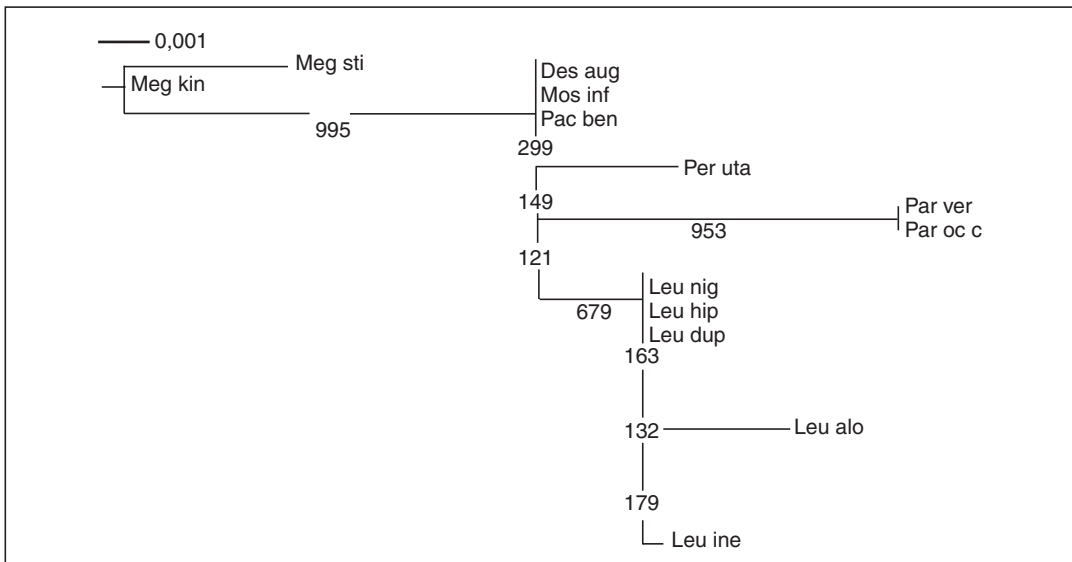 0,001
Meg sti
Meg kin
995
Des aug
Mos inf
Pac ben
299
Per uta
149
953
Par ver
Par oc c
121
679
Leu nig
Leu hip
Leu dup
163
132
Leu alo
179
Leu ine